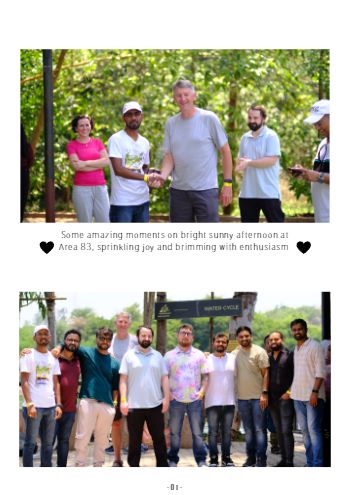 Some amazing moments on bright sunny afternoon at
Area 83, sprinkling joy and brimming with enthusiasm
WATER CYCLE
-01-